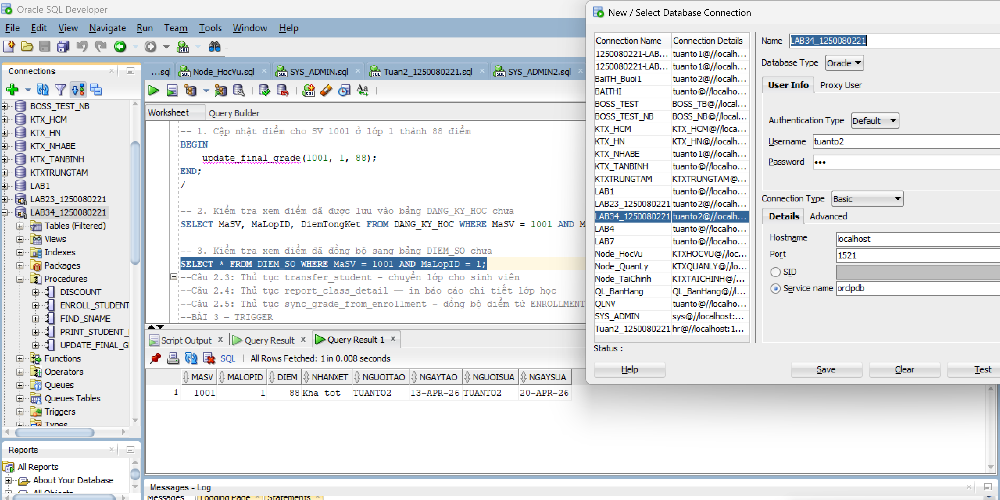 Oracle SQL Developer
File Edit View Navigate Run Team Tools Window Help
Connections
BOSS_TEST_NB
KTX_HCM
KTX_HN
KTX_NHABE
KTX_TANBINH
KTXTRUNGTAM
LAB1
LAB23_1250080221
LAB34_1250080221
Tables (Filtered)
Views
Indexes
Packages
Procedures
DISCOUNT
ENROLL_STUDENT
FIND_SNAME
PRINT_STUDENT_
UPDATE_FINAL_G
Functions
Operators
Queues
Queues Tables
Triggers
Types
Reports
All Reports
About Your Database
All Objects
...sql Node_HocVu.sql SYS_ADMIN.sql Tuan2_1250080221.sql SYS_ADMIN2.sql
Worksheet Query Builder
-- 1. Cập nhật điểm cho SV 1001 ở lớp 1 thành 88 điểm
BEGIN
update_final_grade(1001, 1, 88);
END;
/
-- 2. Kiểm tra xem điểm đã được lưu vào bảng DANG_KY_HOC chưa
SELECT MaSV, MaLopID, DiemTongKet FROM DANG_KY_HOC WHERE MaSV = 1001 AND M
-- 3. Kiểm tra xem điểm đã đồng bộ sang bảng DIEM_SO chưa
SELECT * FROM DIEM_SO WHERE MaSV = 1001 AND MaLopID = 1;
--Câu 2.3: Thủ tục transfer_student - chuyển lớp cho sinh viên
--Câu 2.4: Thủ tục report_class_detail — in báo cáo chi tiết lớp học
--Câu 2.5: Thủ tục sync_grade_from_enrollment - đồng bộ điểm từ ENROLLMENT
--BÀI 3 - TRIGGER
Script Output x Query Result x Query Result 1 x
SQL | All Rows Fetched: 1 in 0.008 seconds
MASV MALOPID DIEM NHANXET NGUOITAO NGAYTAO NGUOISUA NGAYSUA
1 1001 1 88 Kha tot TUANTO2 13-APR-26 TUANTO2 20-APR-26
Messages - Log
Messages Logging Page Statements
New / Select Database Connection
Connection Name Connection Details
1250080221-LAB... tuanto1@//localh...
1250080221-LAB... tuanto1@//localh...
BaiTH_Buoi1 tuanto2@//localh...
BAITHI tuanto@//localho...
BOSS_TEST BOSS_TB@//local...
BOSS_TEST_NB BOSS_NB@//local...
KTX_HCM KTX_HCM@//loca...
KTX_HN KTX_HN@//local...
KTX_NHABE tuanto1@//localh...
KTX_TANBINH tuanto@//localho...
KTXTRUNGTAM KTXTRUNGTAM@...
LAB1 tuanto@//localho...
LAB23_1250080221 tuanto2@//localh...
LAB34_1250080221 tuanto2@//localh...
LAB4 tuanto@//localho...
LAB7 tuanto@//localho...
Node_HocVu KTXHOCVU@//loc...
Node_QuanLy KTXQUANLY@//lo...
Node_TaiChinh KTXTAICHINH@/...
QL_BanHang QL_BanHang@//l...
QLNV tuanto@//localho...
SYS_ADMIN sys@//localhost:...
Tuan2_1250080221 hr@//localhost:1...
Status :
Name LAB34_1250080221
Database Type Oracle
User Info Proxy User
Authentication Type Default
Username tuanto2
Password •••
Connection Type Basic
Details Advanced
Hostname localhost
Port 1521
SID
Service name orclpdb
Help Save Clear Test